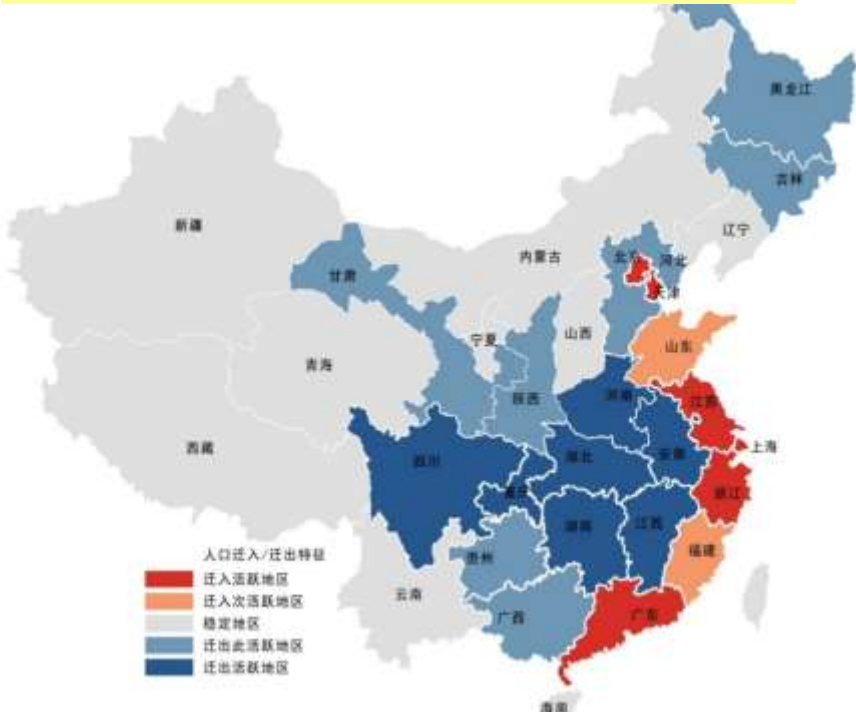 黑龙江
吉林
辽宁
新疆
内蒙古
北京
河北
天津
甘肃
山西
宁夏
山东
青海
陕西
河南
江苏
西藏
上海
四川
湖北
安徽
重庆
浙江
湖南
江西
福建
贵州
云南
广西
广东
海南
人口迁入/迁出特征
迁入活跃地区
迁入次活跃地区
稳定地区
迁出此活跃地区
迁出活跃地区